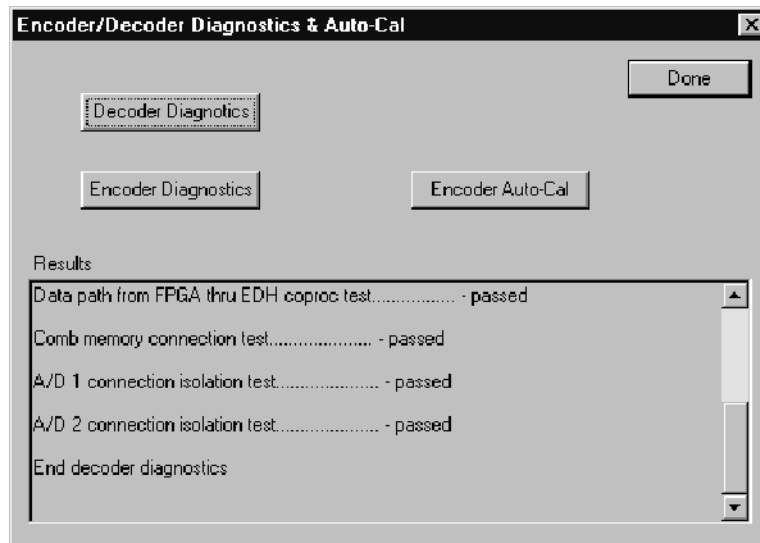 Encoder/Decoder Diagnostics & Auto-Cal
Done
Decoder Diagnotics
Encoder Diagnostics
Encoder Auto-Cal
Results
Data path from FPGA thru EDH coproc test................ - passed
Comb memory connection test.................... - passed
A/D 1 connection isolation test.................... - passed
A/D 2 connection isolation test.................... - passed
End decoder diagnostics